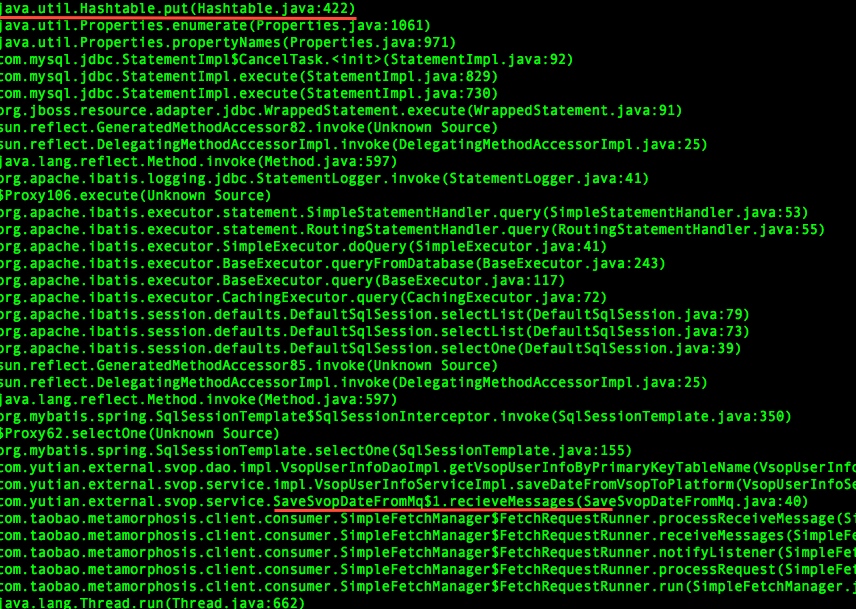 java.util.Hashtable.put(Hashtable.java:422)
java.util.Properties.enumerate(Properties.java:1061)
java.util.Properties.propertyNames(Properties.java:971)
com.mysql.jdbc.StatementImpl$CancelTask.<init>(StatementImpl.java:92)
com.mysql.jdbc.StatementImpl.execute(StatementImpl.java:829)
com.mysql.jdbc.StatementImpl.execute(StatementImpl.java:730)
org.jboss.resource.adapter.jdbc.WrappedStatement.execute(WrappedStatement.java:91)
sun.reflect.GeneratedMethodAccessor82.invoke(Unknown Source)
sun.reflect.DelegatingMethodAccessorImpl.invoke(DelegatingMethodAccessorImpl.java:25)
java.lang.reflect.Method.invoke(Method.java:597)
org.apache.ibatis.logging.jdbc.StatementLogger.invoke(StatementLogger.java:41)
$Proxy106.execute(Unknown Source)
org.apache.ibatis.executor.statement.SimpleStatementHandler.query(SimpleStatementHandler.java:53)
org.apache.ibatis.executor.statement.RoutingStatementHandler.query(RoutingStatementHandler.java:55)
org.apache.ibatis.executor.SimpleExecutor.doQuery(SimpleExecutor.java:41)
org.apache.ibatis.executor.BaseExecutor.queryFromDatabase(BaseExecutor.java:243)
org.apache.ibatis.executor.BaseExecutor.query(BaseExecutor.java:117)
org.apache.ibatis.executor.CachingExecutor.query(CachingExecutor.java:72)
org.apache.ibatis.session.defaults.DefaultSqlSession.selectList(DefaultSqlSession.java:79)
org.apache.ibatis.session.defaults.DefaultSqlSession.selectList(DefaultSqlSession.java:73)
org.apache.ibatis.session.defaults.DefaultSqlSession.selectOne(DefaultSqlSession.java:39)
sun.reflect.GeneratedMethodAccessor85.invoke(Unknown Source)
sun.reflect.DelegatingMethodAccessorImpl.invoke(DelegatingMethodAccessorImpl.java:25)
java.lang.reflect.Method.invoke(Method.java:597)
org.mybatis.spring.SqlSessionTemplate$SqlSessionInterceptor.invoke(SqlSessionTemplate.java:350)
$Proxy62.selectOne(Unknown Source)
org.mybatis.spring.SqlSessionTemplate.selectOne(SqlSessionTemplate.java:155)
com.yutian.external.svop.dao.impl.VsopUserInfoDaoImpl.getVsopUserInfoByPrimaryKeyTableName(VsopUserInfo
com.yutian.external.svop.service.impl.VsopUserInfoServiceImpl.saveDateFromVsopToPlatform(VsopUserInfoSe
com.yutian.external.svop.service.SaveSvopDateFromMq$1.recieveMessages(SaveSvopDateFromMq.java:40)
com.taobao.metamorphosis.client.consumer.SimpleFetchManager$FetchRequestRunner.processReceiveMessage(Si
com.taobao.metamorphosis.client.consumer.SimpleFetchManager$FetchRequestRunner.receiveMessages(SimpleFe
com.taobao.metamorphosis.client.consumer.SimpleFetchManager$FetchRequestRunner.notifyListener(SimpleFet
com.taobao.metamorphosis.client.consumer.SimpleFetchManager$FetchRequestRunner.processRequest(SimpleFet
com.taobao.metamorphosis.client.consumer.SimpleFetchManager$FetchRequestRunner.run(SimpleFetchManager.j
java.lang.Thread.run(Thread.java:662)